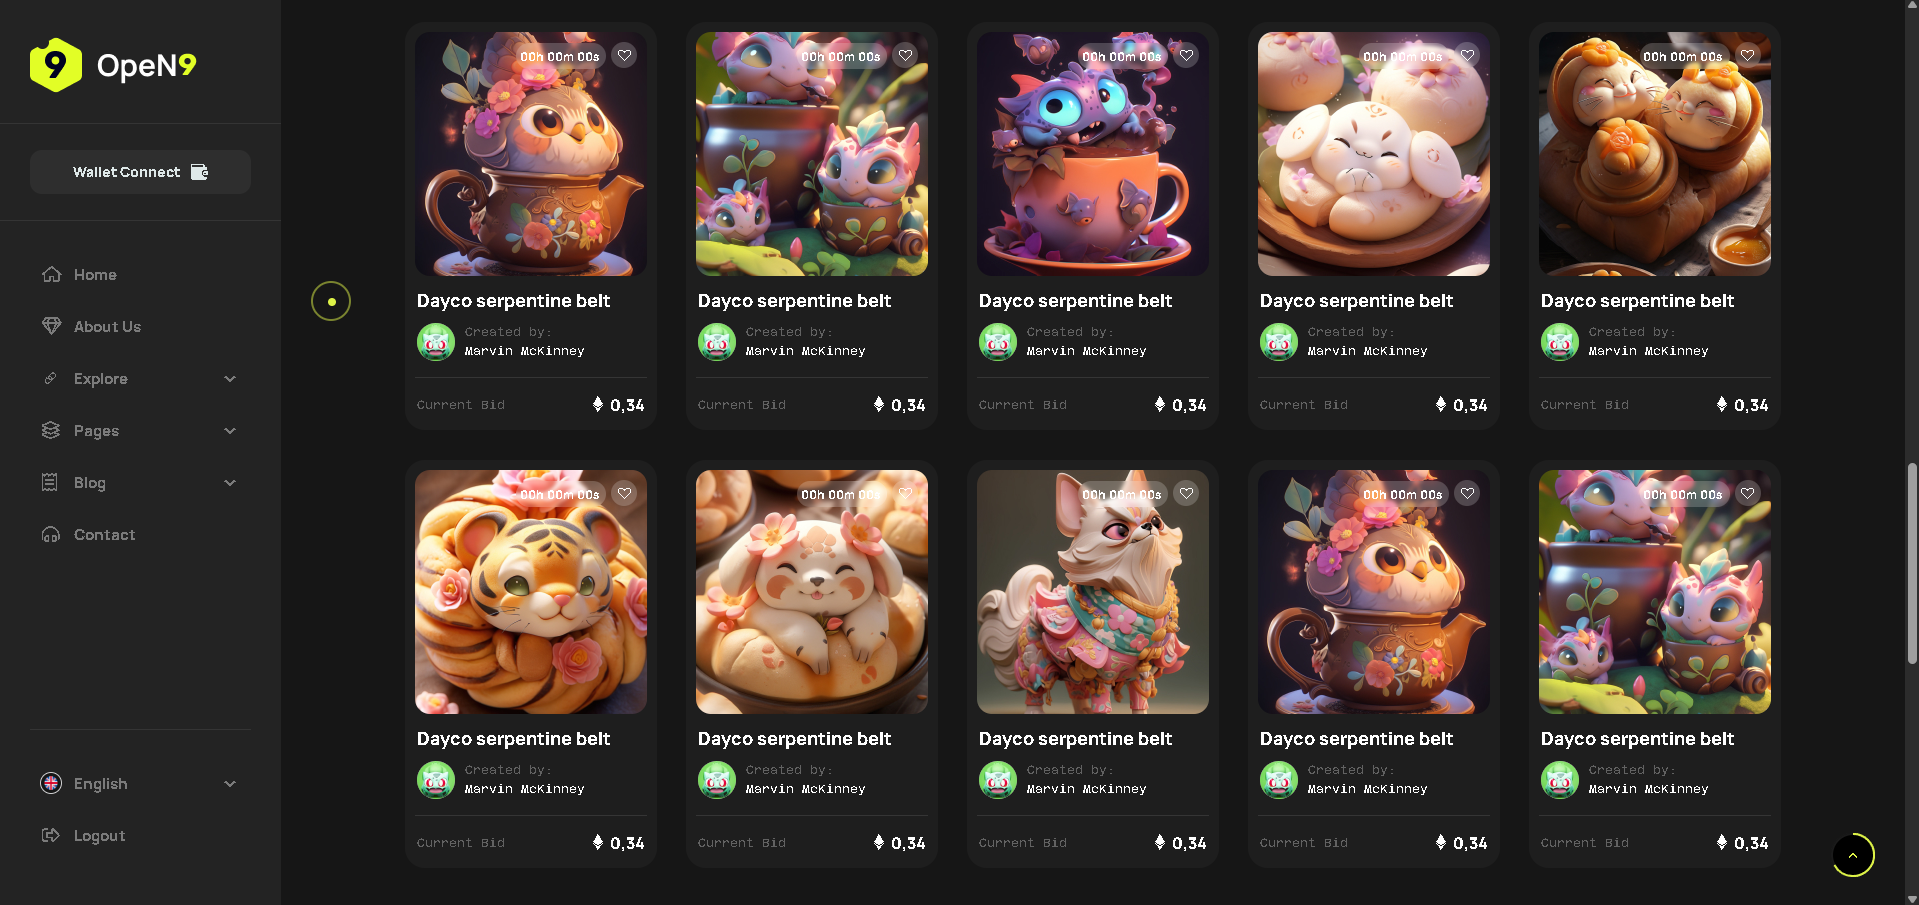 9 OpeN9
Wallet Connect
Home
About Us
Explore
Pages
Blog
Contact
English
Logout
00h 00m 00s
00h 00m 00s
00h 00m 00s
00h 00m 00s
00h 00m 00s
Dayco serpentine belt
Dayco serpentine belt
Dayco serpentine belt
Dayco serpentine belt
Dayco serpentine belt
Created by:
Created by:
Created by:
Created by:
Created by:
Marvin McKinney
Marvin McKinney
Marvin McKinney
Marvin McKinney
Marvin McKinney
Current Bid 0,34
Current Bid 0,34
Current Bid 0,34
Current Bid 0,34
Current Bid 0,34
00h 00m 00s
00h 00m 00s
00h 00m 00s
00h 00m 00s
00h 00m 00s
Dayco serpentine belt
Dayco serpentine belt
Dayco serpentine belt
Dayco serpentine belt
Dayco serpentine belt
Created by:
Created by:
Created by:
Created by:
Created by:
Marvin McKinney
Marvin McKinney
Marvin McKinney
Marvin McKinney
Marvin McKinney
Current Bid 0,34
Current Bid 0,34
Current Bid 0,34
Current Bid 0,34
Current Bid 0,34